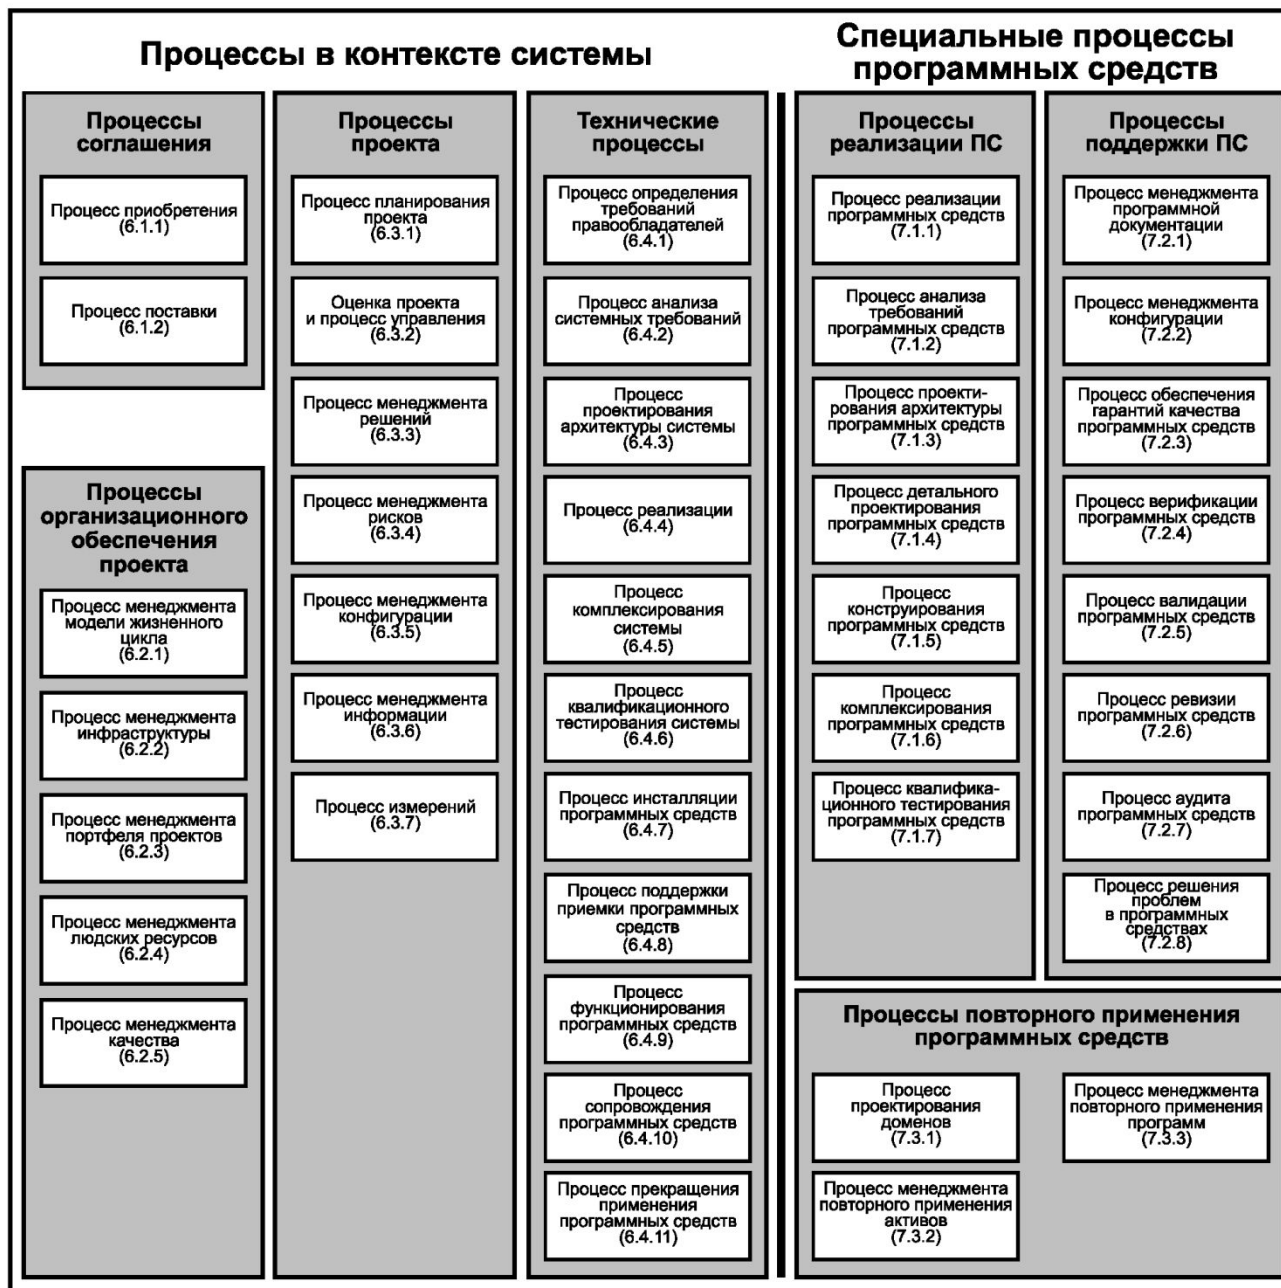 Процессы в контексте системы
Процессы
соглашения
Процесс приобретения
(6.1.1)
Процесс поставки
(6.1.2)
Процессы
организационного
обеспечения
проекта
Процесс менеджмента
модели жизненного
цикла
(6.2.1)
Процесс менеджмента
инфраструктуры
(6.2.2)
Процесс менеджмента
портфеля проектов
(6.2.3)
Процесс менеджмента
людских ресурсов
(6.2.4)
Процесс менеджмента
качества
(6.2.5)
Процессы
проекта
Процесс планирования
проекта
(6.3.1)
Оценка проекта
и процесс управления
(6.3.2)
Процесс менеджмента
решений
(6.3.3)
Процесс менеджмента
рисков
(6.3.4)
Процесс менеджмента
конфигурации
(6.3.5)
Процесс менеджмента
информации
(6.3.6)
Процесс измерений
(6.3.7)
Технические
процессы
Процесс определения
требований
правообладателей
(6.4.1)
Процесс анализа
системных требований
(6.4.2)
Процесс
проектирования
архитектуры системы
(6.4.3)
Процесс реализации
(6.4.4)
Процесс
комплексирования
системы
(6.4.5)
Процесс
квалификационного
тестирования системы
(6.4.6)
Процесс инсталляции
программных средств
(6.4.7)
Процесс поддержки
приемки программных
средств
(6.4.8)
Процесс
функционирования
программных средств
(6.4.9)
Процесс
сопровождения
программных средств
(6.4.10)
Процесс прекращения
применения
программных средств
(6.4.11)
Специальные процессы
программных средств
Процессы
реализации ПС
Процесс реализации
программных средств
(7.1.1)
Процесс анализа
требований
программных средств
(7.1.2)
Процесс проекти-
рования архитектуры
программных средств
(7.1.3)
Процесс детального
проектирования
программных средств
(7.1.4)
Процесс
конструирования
программных средств
(7.1.5)
Процесс
комплексирования
программных средств
(7.1.6)
Процесс квалифика-
ционного тестирования
программных средств
(7.1.7)
Процессы
поддержки ПС
Процесс менеджмента
программной
документации
(7.2.1)
Процесс менеджмента
конфигурации
(7.2.2)
Процесс обеспечения
гарантий качества
программных средств
(7.2.3)
Процесс верификации
программных средств
(7.2.4)
Процесс валидации
программных средств
(7.2.5)
Процесс ревизии
программных средств
(7.2.6)
Процесс аудита
программных средств
(7.2.7)
Процесс решения
проблем
в программных
средствах
(7.2.8)
Процессы повторного применения
программных средств
Процесс
проектирования
доменов
(7.3.1)
Процесс менеджмента
повторного применения
активов
(7.3.2)
Процесс менеджмента
повторного применения
программ
(7.3.3)